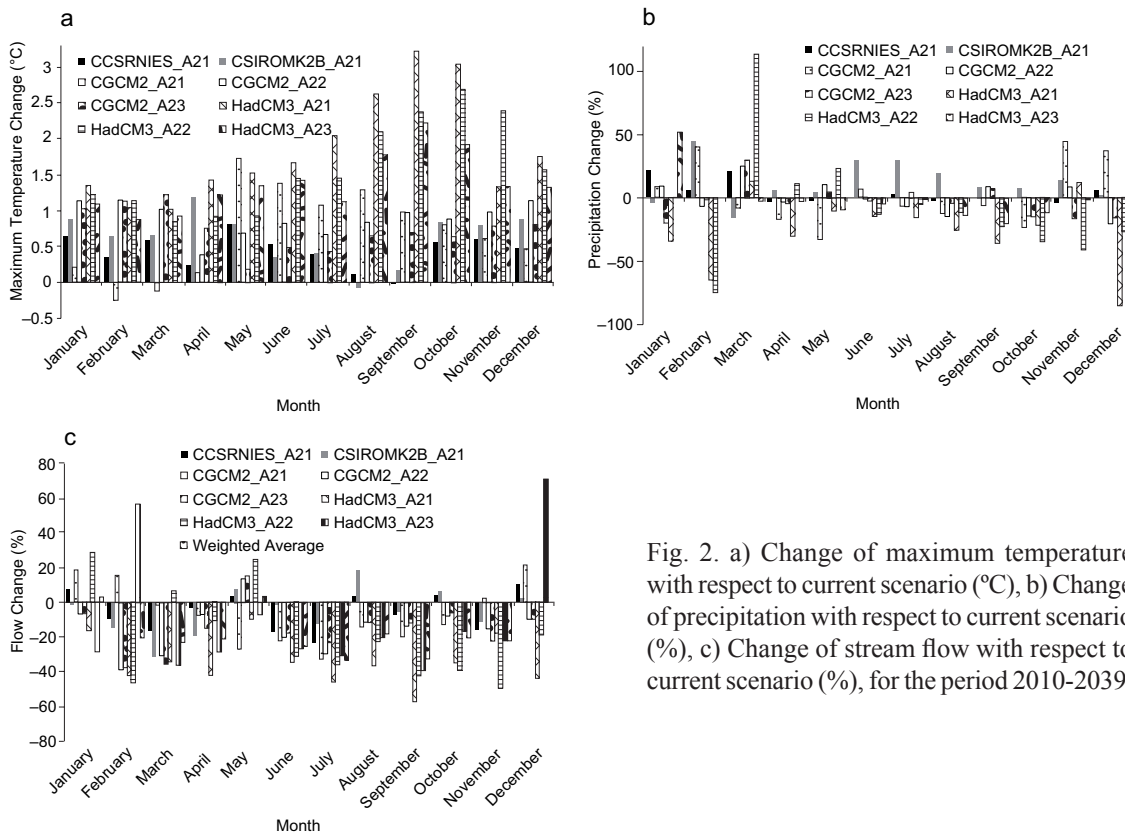 a
Maximum Temperature Change (°C)
3
2.5
2
1.5
1
0.5
0
–0.5
CCSRNIES_A21 CSIROMK2B_A21
CGCM2_A21 CGCM2_A22
CGCM2_A23 HadCM3_A21
HadCM3_A22 HadCM3_A23
January February March April May June July August September October November December
Month
b
Precipitation Change (%)
100
50
0
–50
–100
CCSRNIES_A21 CSIROMK2B_A21
CGCM2_A21 CGCM2_A22
CGCM2_A23 HadCM3_A21
HadCM3_A22 HadCM3_A23
January February March April May June July August September October November December
Month
c
Flow Change (%)
80
60
40
20
0
–20
–40
–60
–80
CCSRNIES_A21 CSIROMK2B_A21
CGCM2_A21 CGCM2_A22
CGCM2_A23 HadCM3_A21
HadCM3_A22 HadCM3_A23
Weighted Average
January February March April May June July August September October November December
Month
Fig. 2. a) Change of maximum temperature
with respect to current scenario (ºC), b) Change
of precipitation with respect to current scenario
(%), c) Change of stream flow with respect to
current scenario (%), for the period 2010-2039